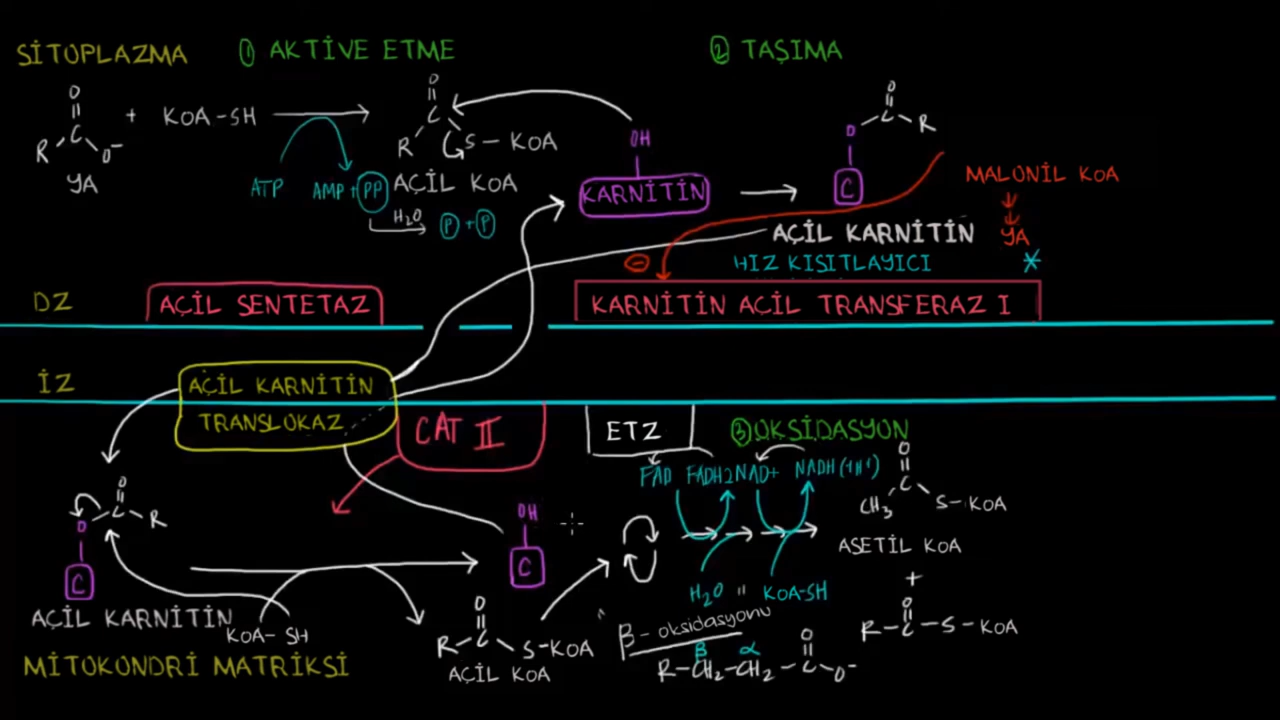 SİTOPLAZMA
① AKTİVE ETME
② TAŞIMA
O
C
R
O⁻
YA
+ KOA-SH
ATP
AMP + PP
H₂O
P + P
O
C
R
S - KOA
AÇİL KOA
OH
KARNİTİN
O
C
R
O
C
MALONİL KOA
YA
AÇİL KARNİTİN
HIZ KISITLAYICI
*
DZ
AÇİL SENTETAZ
KARNİTİN AÇİL TRANSFERAZ I
İZ
AÇİL KARNİTİN
TRANSLOKAZ
CAT II
ETZ
③ OKSİDASYON
FAD FADH2 NAD+ NADH (+H⁺)
O
C
CH₃
S-KOA
ASETİL KOA
+
O
R-C-S-KOA
H₂O
KOA-SH
O
O C R
C
AÇİL KARNİTİN
KOA-SH
OH
C
O
R C S-KOA
AÇİL KOA
β-oksidasyonu
β α
O
R-CH₂-CH₂-C-O⁻
MİTOKONDRİ MATRİKSİ